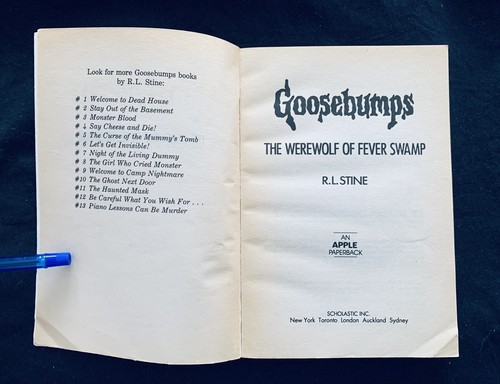 Look for more Goosebumps books
by R.L. Stine:
# 1 Welcome to Dead House
# 2 Stay Out of the Basement
# 3 Monster Blood
# 4 Say Cheese and Die!
# 5 The Curse of the Mummy's Tomb
# 6 Let's Get Invisible!
# 7 Night of the Living Dummy
# 8 The Girl Who Cried Monster
# 9 Welcome to Camp Nightmare
#10 The Ghost Next Door
#11 The Haunted Mask
#12 Be Careful What You Wish For . . .
#13 Piano Lessons Can Be Murder
Goosebumps
THE WEREWOLF OF FEVER SWAMP
R.L. STINE
AN
APPLE
PAPERBACK
SCHOLASTIC INC.
New York Toronto London Auckland Sydney